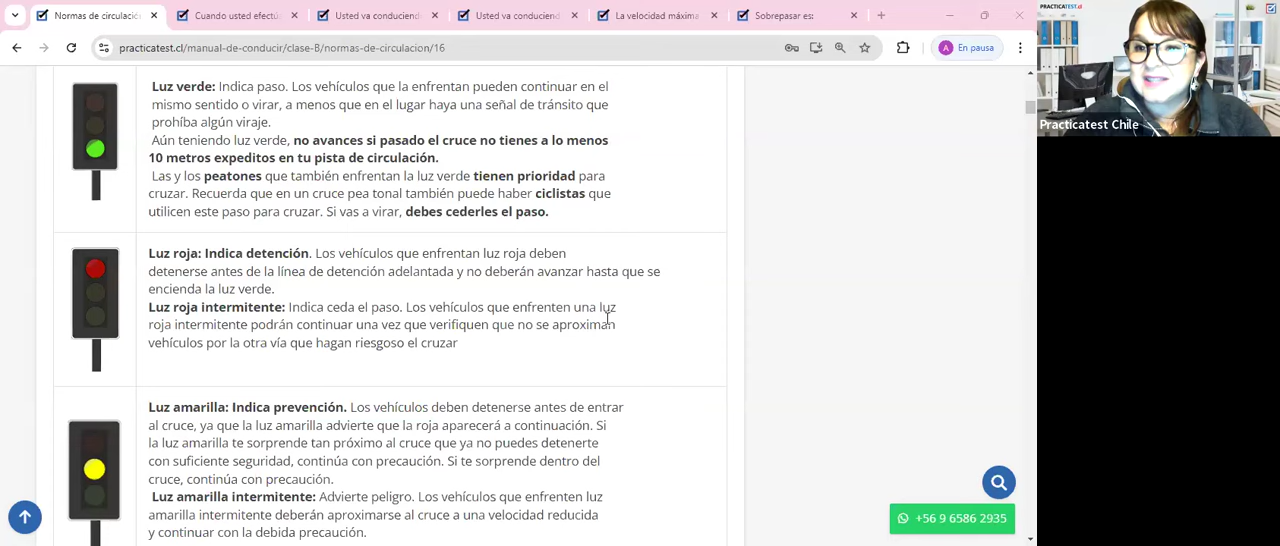 Normas de circulació
Cuando usted efectú
Usted va conduciend
Usted va conduciend
La velocidad máxima
Sobrepasar es:
practicatest.cl/manual-de-conducir/clase-B/normas-de-circulacion/16
A
En pausa
Luz verde: Indica paso. Los vehículos que la enfrentan pueden continuar en el
mismo sentido o virar, a menos que en el lugar haya una señal de tránsito que
prohíba algún viraje.
Aún teniendo luz verde, no avances si pasado el cruce no tienes a lo menos
10 metros expeditos en tu pista de circulación.
Las y los peatones que también enfrentan la luz verde tienen prioridad para
cruzar. Recuerda que en un cruce pea tonal también puede haber ciclistas que
utilicen este paso para cruzar. Si vas a virar, debes cederles el paso.
Luz roja: Indica detención. Los vehículos que enfrentan luz roja deben
detenerse antes de la línea de detención adelantada y no deberán avanzar hasta que se
encienda la luz verde.
Luz roja intermitente: Indica ceda el paso. Los vehículos que enfrenten una luz
roja intermitente podrán continuar una vez que verifiquen que no se aproximan
vehículos por la otra vía que hagan riesgoso el cruzar
Luz amarilla: Indica prevención. Los vehículos deben detenerse antes de entrar
al cruce, ya que la luz amarilla advierte que la roja aparecerá a continuación. Si
la luz amarilla te sorprende tan próximo al cruce que ya no puedes detenerte
con suficiente seguridad, continúa con precaución. Si te sorprende dentro del
cruce, continúa con precaución.
Luz amarilla intermitente: Advierte peligro. Los vehículos que enfrenten luz
amarilla intermitente deberán aproximarse al cruce a una velocidad reducida
y continuar con la debida precaución.
+56 9 6586 2935
PRACTICATEST.cl
Practicatest Chile